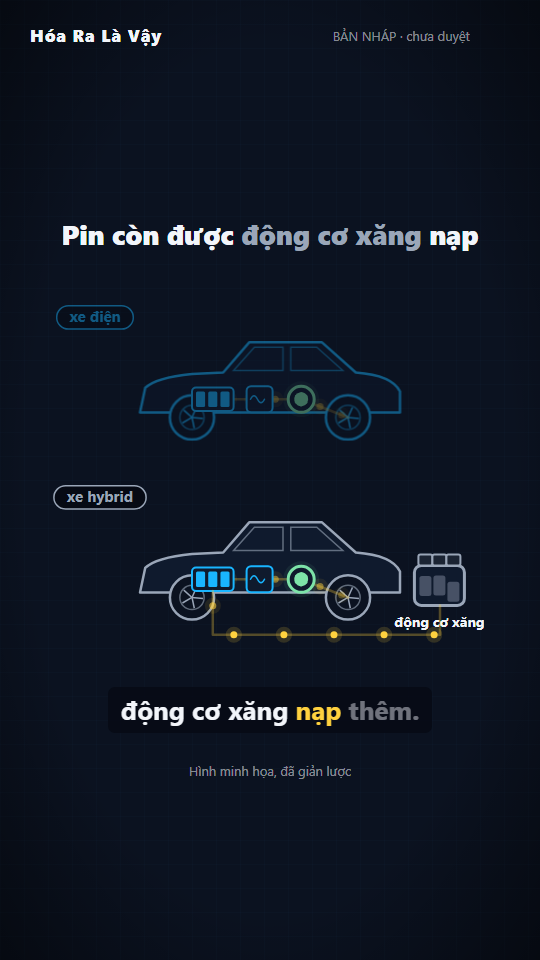 Hóa Ra Là Vậy
BẢN NHÁP · chưa duyệt
Pin còn được động cơ xăng nạp
xe điện
xe hybrid
động cơ xăng
động cơ xăng nạp thêm.
Hình minh họa, đã giản lược